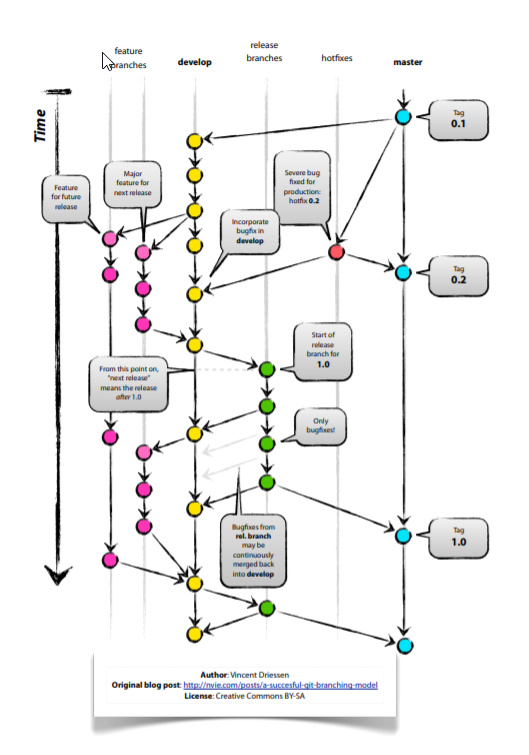 feature
branches
develop
release
branches
hotfixes
master
Time
Tag
0.1
Feature
for future
release
Major
feature for
next release
Severe bug
fixed for
production:
hotfix 0.2
Incorporate
bugfix in
develop
Tag
0.2
Start of
release
branch for
1.0
From this point on,
"next release"
means the release
after 1.0
Only
bugfixes!
Bugfixes from
rel. branch
may be
continuously
merged back
into develop
Tag
1.0
Author: Vincent Driessen
Original blog post: http://nvie.com/posts/a-succesful-git-branching-model
License: Creative Commons BY-SA